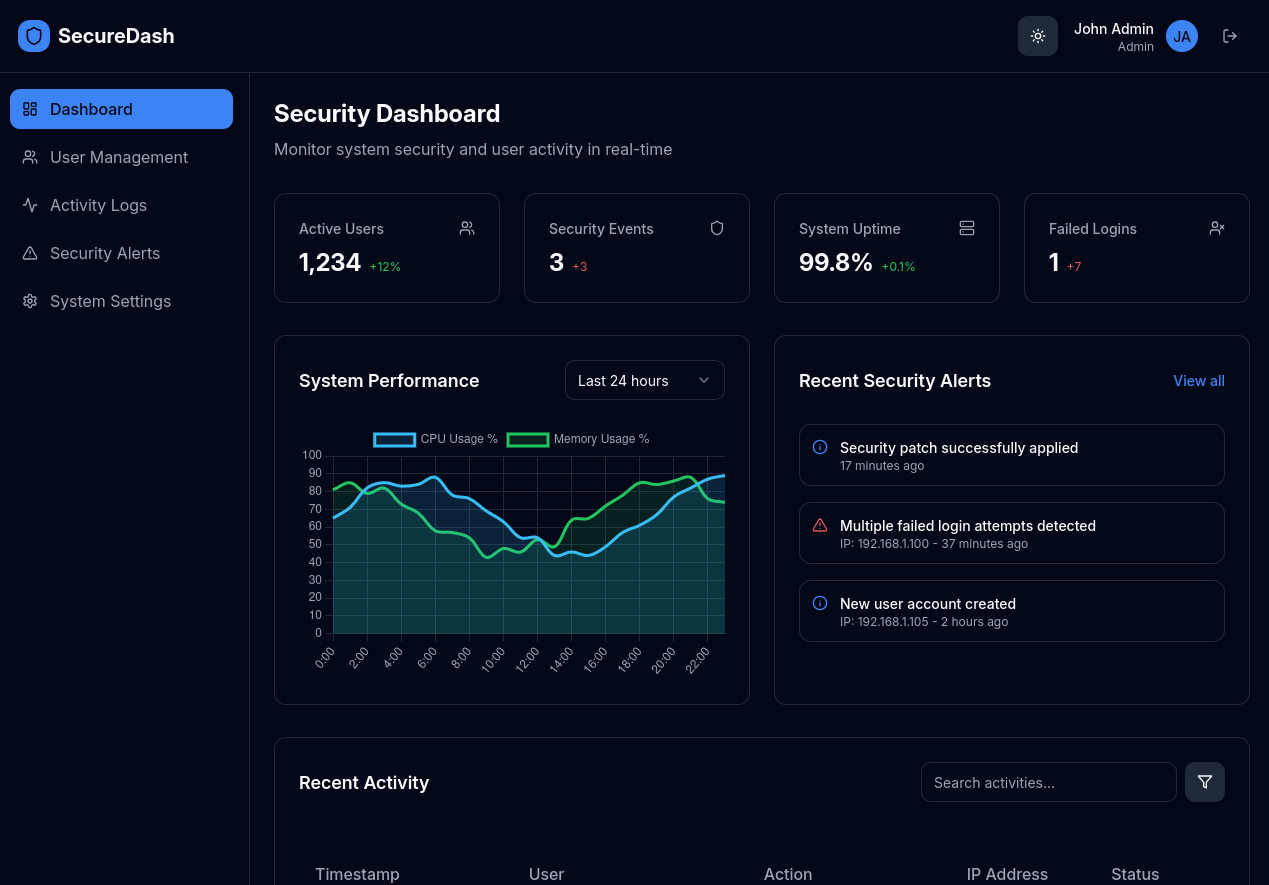 SecureDash
John Admin
Admin
JA
Dashboard
User Management
Activity Logs
Security Alerts
System Settings
Security Dashboard
Monitor system security and user activity in real-time
Active Users
1,234 +12%
Security Events
3 +3
System Uptime
99.8% +0.1%
Failed Logins
1 +7
System Performance
Last 24 hours
CPU Usage % Memory Usage %
100
90
80
70
60
50
40
30
20
10
0
0:00 2:00 4:00 6:00 8:00 10:00 12:00 14:00 16:00 18:00 20:00 22:00
Recent Security Alerts
View all
Security patch successfully applied
17 minutes ago
Multiple failed login attempts detected
IP: 192.168.1.100 - 37 minutes ago
New user account created
IP: 192.168.1.105 - 2 hours ago
Recent Activity
Search activities...
Timestamp User Action IP Address Status